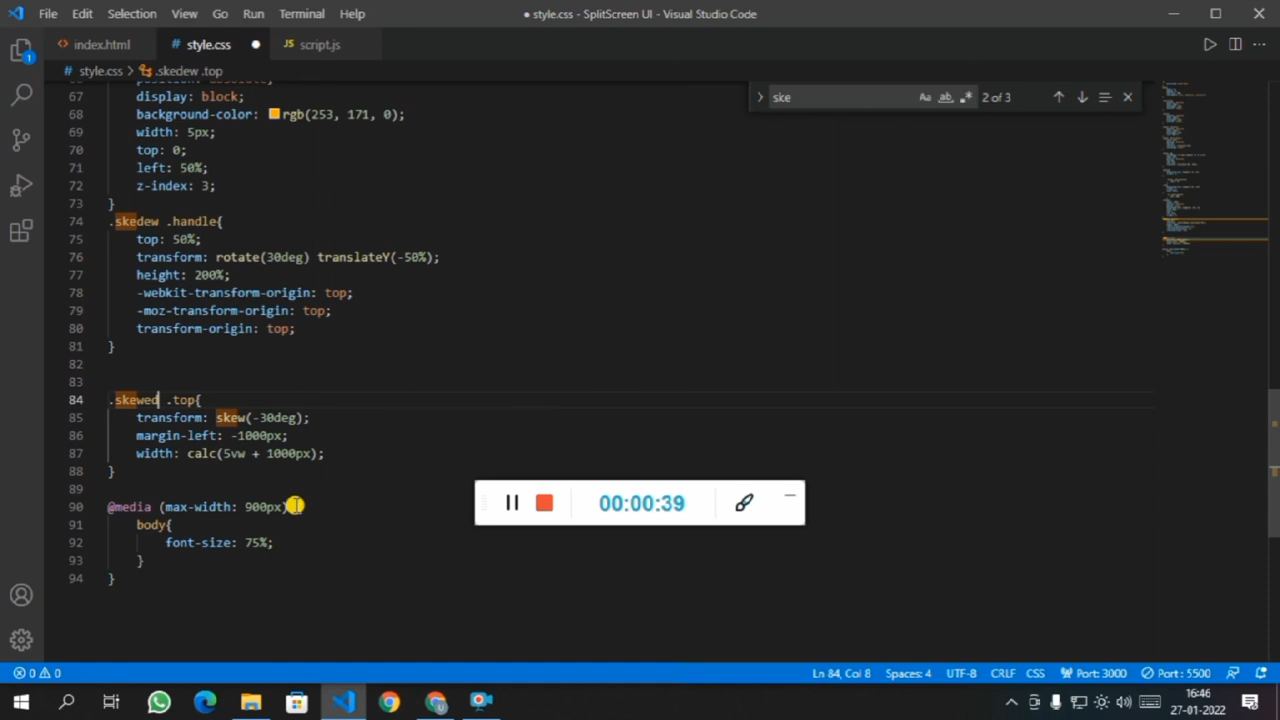 File Edit Selection View Go Run Terminal Help
● style.css - SplitScreen UI - Visual Studio Code
index.html # style.css ● JS script.js
# style.css > .skedew .top
ske
Aa ab .* 2 of 3
67 display: block;
68 background-color: rgb(253, 171, 0);
69 width: 5px;
70 top: 0;
71 left: 50%;
72 z-index: 3;
73 }
74 .skedew .handle{
75 top: 50%;
76 transform: rotate(30deg) translateY(-50%);
77 height: 200%;
78 -webkit-transform-origin: top;
79 -moz-transform-origin: top;
80 transform-origin: top;
81 }
82
83
84 .skewed .top{
85 transform: skew(-30deg);
86 margin-left: -1000px;
87 width: calc(5vw + 1000px);
88 }
89
90 @media (max-width: 900px)
91 body{
92 font-size: 75%;
93 }
94 }
00:00:39
1
0 0 Ln 84, Col 8 Spaces: 4 UTF-8 CRLF CSS Port: 3000 Port : 5500
16:46
27-01-2022